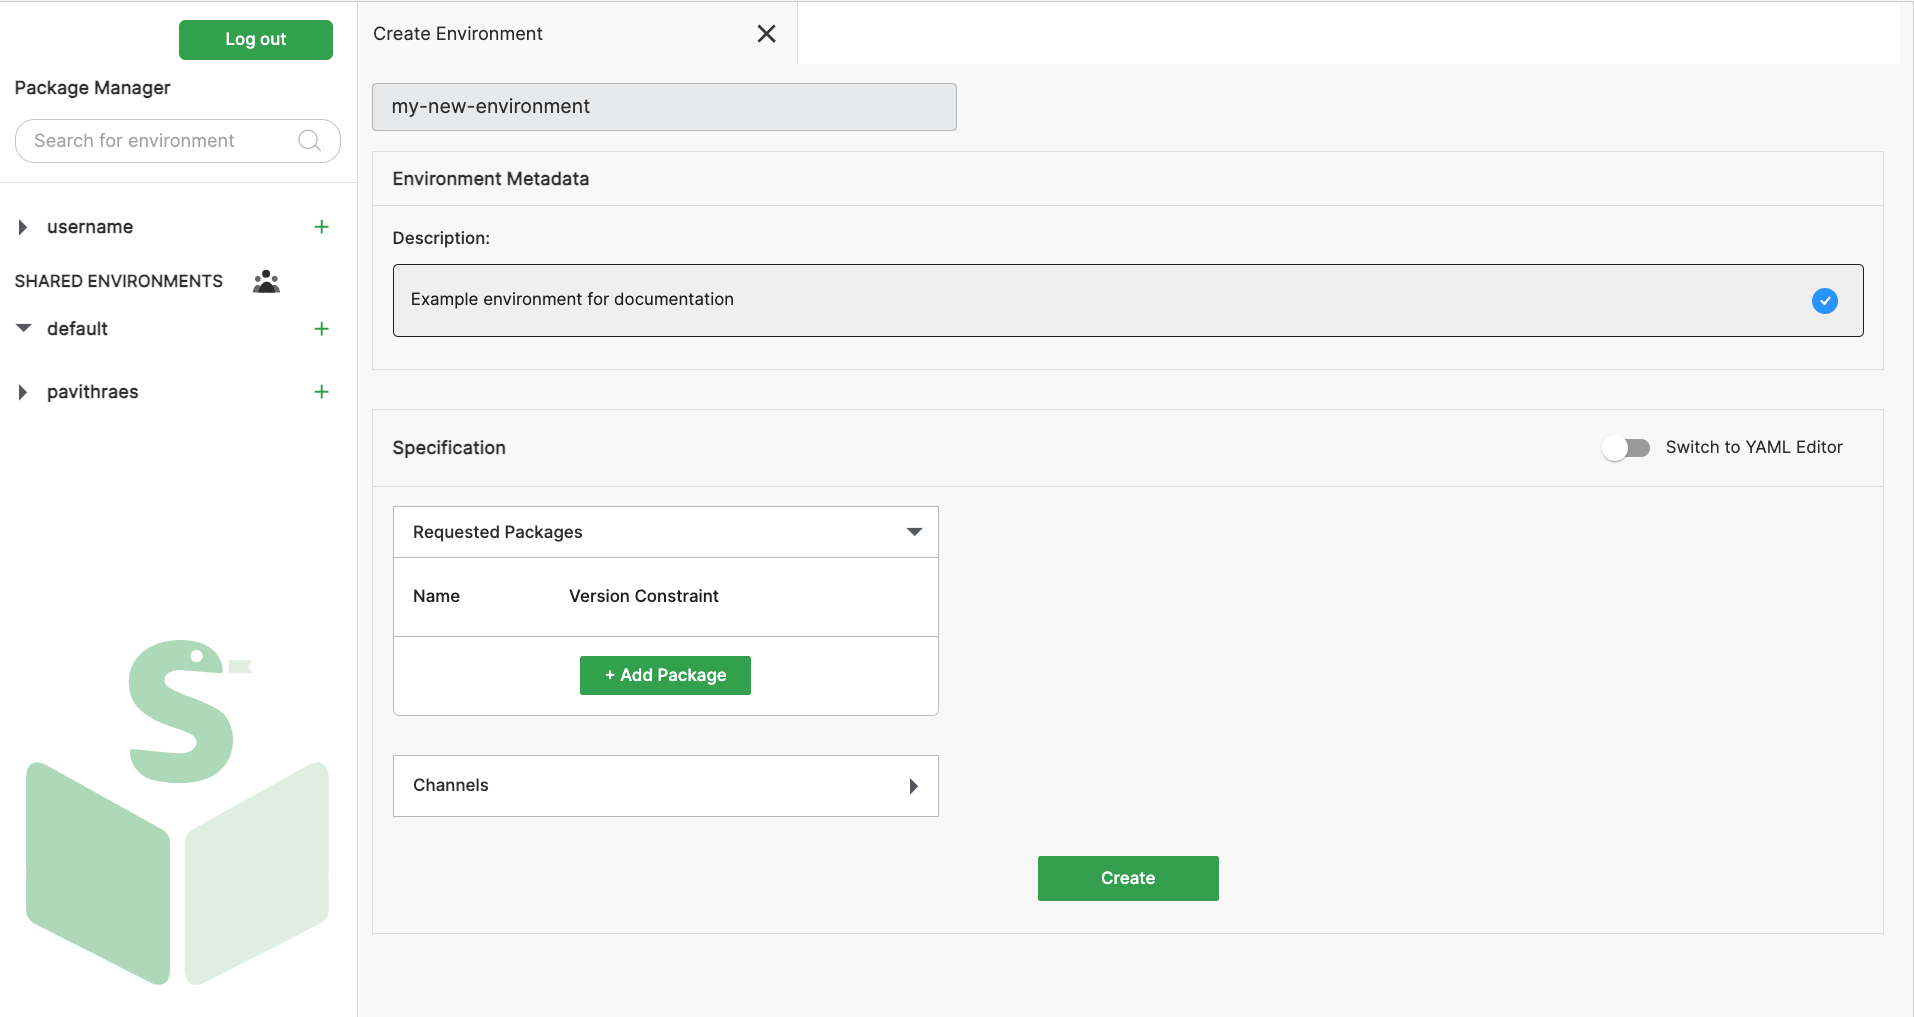 Log out
Package Manager
Search for environment
username +
SHARED ENVIRONMENTS
default +
pavithraes +
Create Environment
my-new-environment
Environment Metadata
Description:
Example environment for documentation
Specification
Switch to YAML Editor
Requested Packages
Name Version Constraint
+ Add Package
Channels
Create